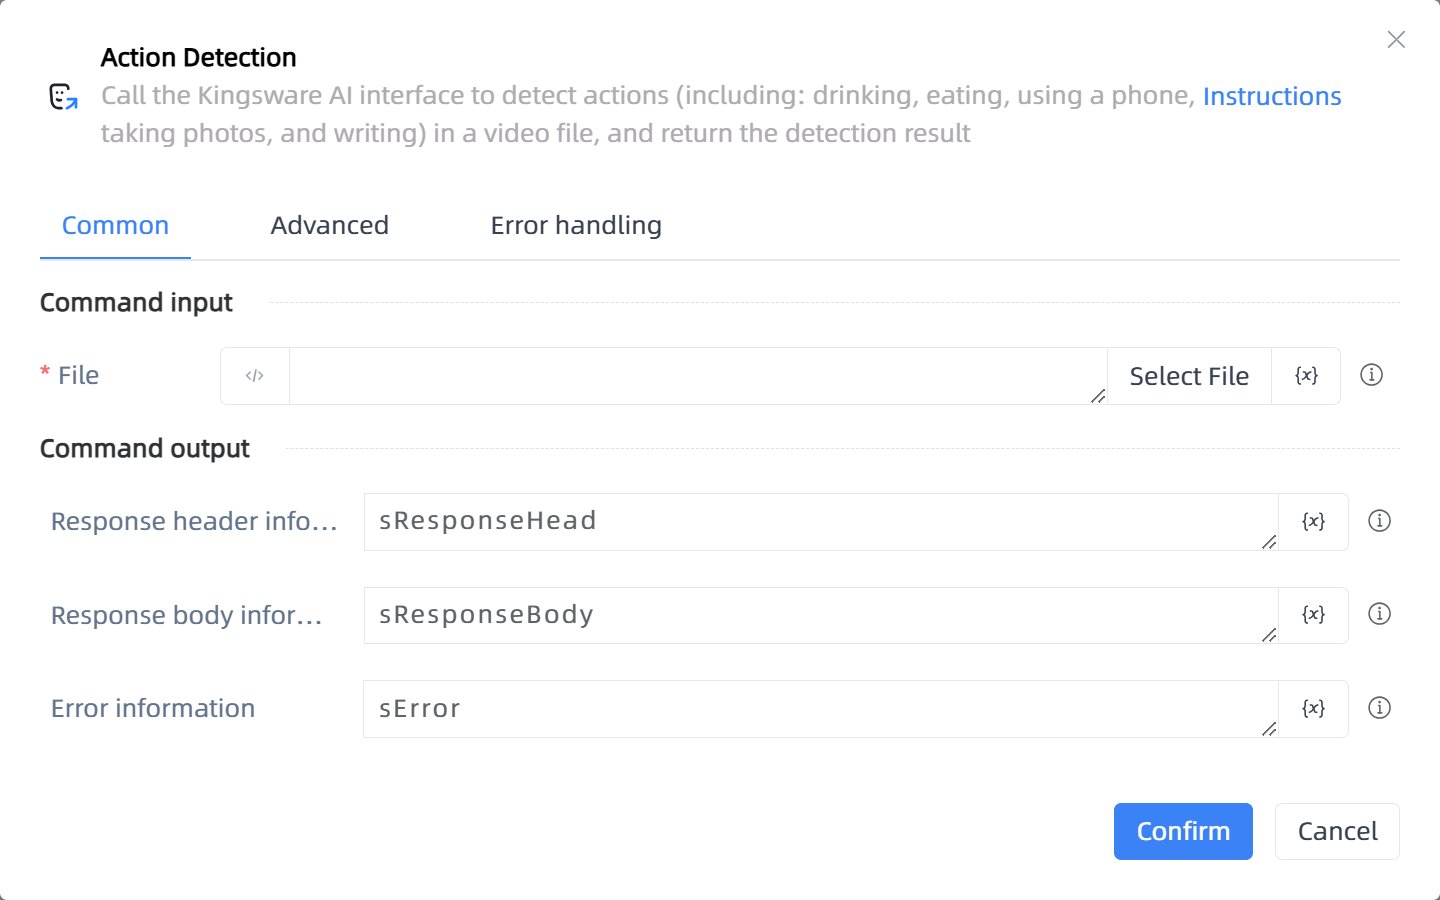 Action Detection
Call the Kingsware AI interface to detect actions (including: drinking, eating, using a phone, Instructions
taking photos, and writing) in a video file, and return the detection result
Common Advanced Error handling
Command input
* File </> Select File {x}
Command output
Response header info... sResponseHead {x}
Response body infor... sResponseBody {x}
Error information sError {x}
Confirm Cancel